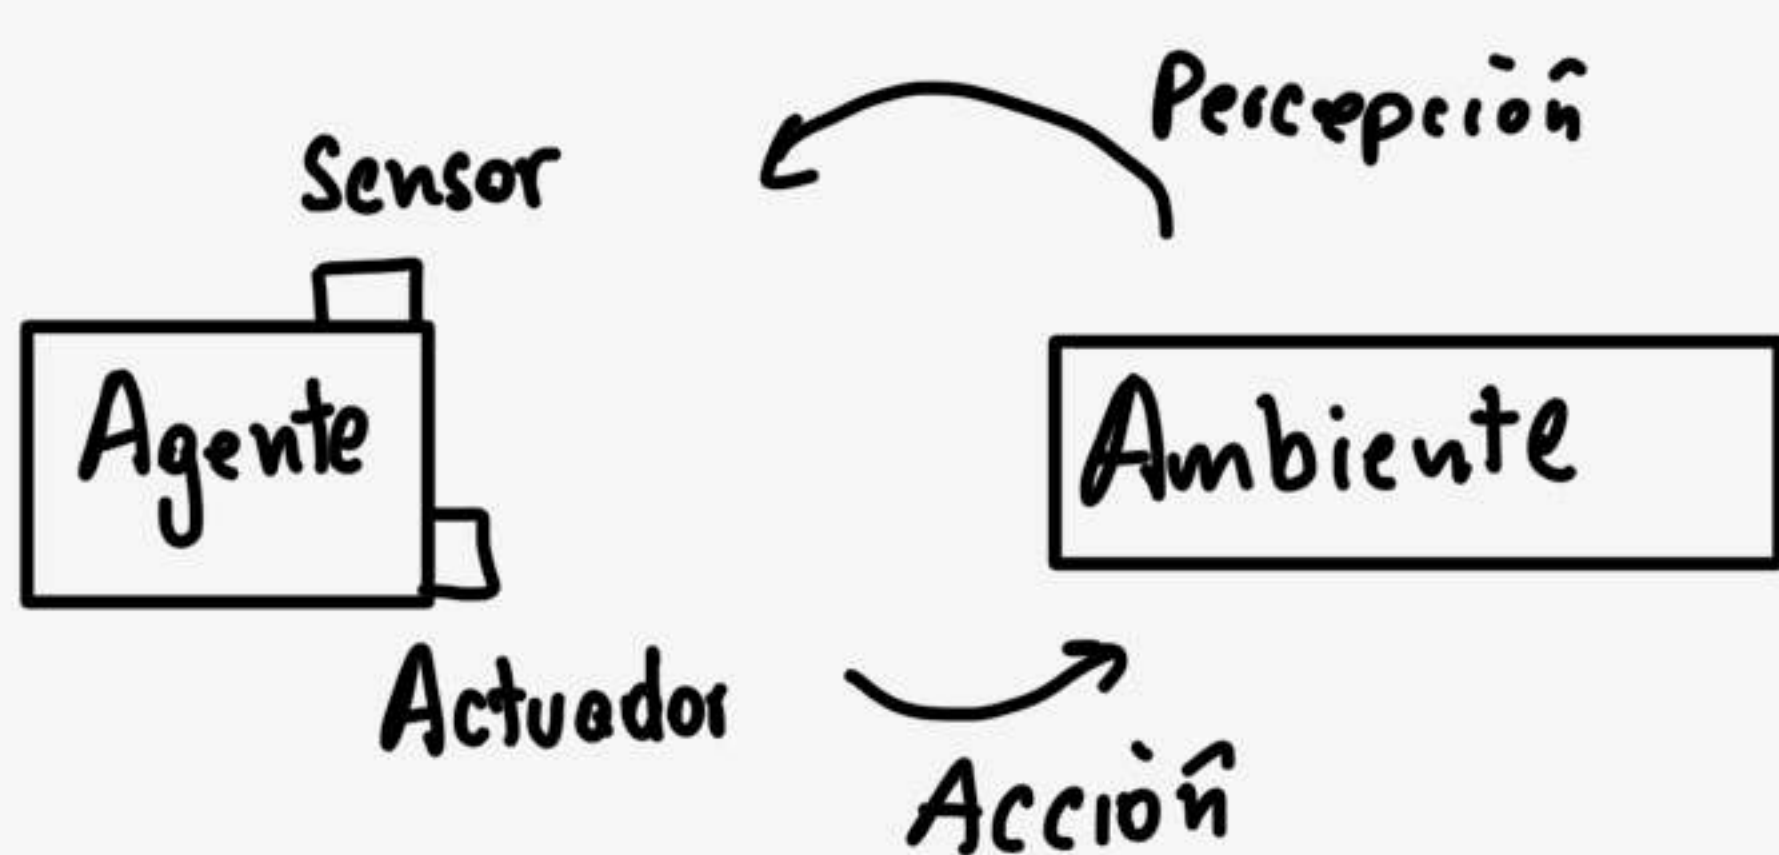 Percepción
Sensor
Agente
Ambiente
Actuador
Acción